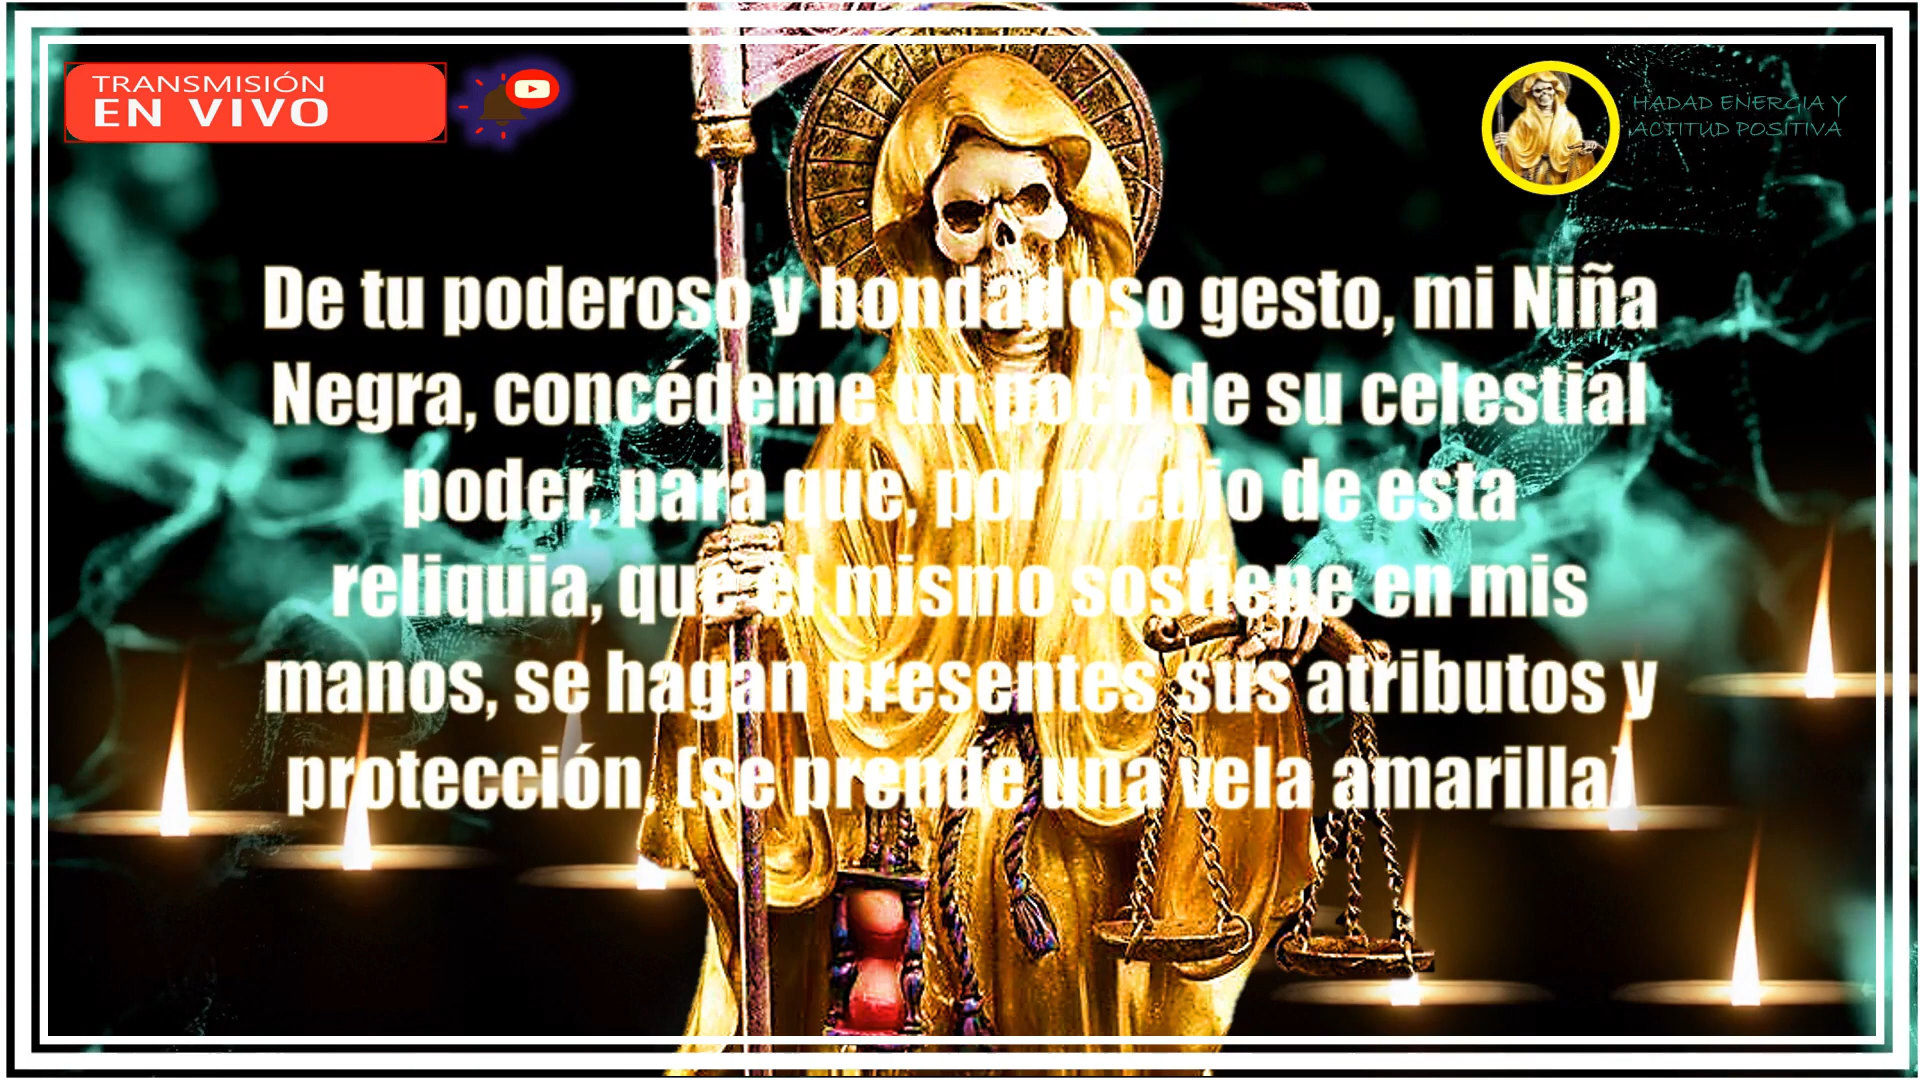 TRANSMISIÓN
EN VIVO
HADAD ENERGIA Y
ACTITUD POSITIVA
De tu poderoso y bondadoso gesto, mi Niña
Negra, concédeme un poco de su celestial
poder, para que, por medio de esta
reliquia, que el mismo sostiene en mis
manos, se hagan presentes sus atributos y
protección, (se prende una vela amarilla)